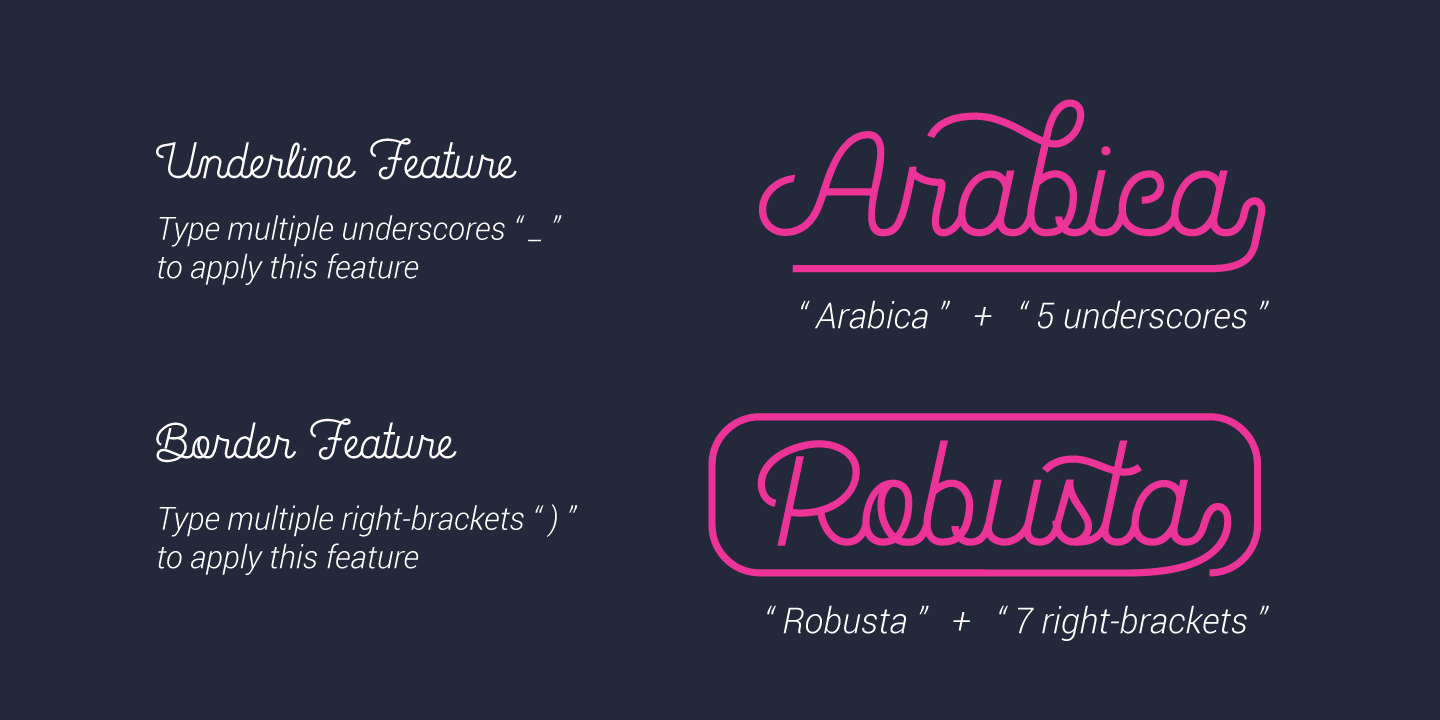 Underline Feature
Type multiple underscores “ _ ”
to apply this feature
Arabica
“ Arabica ” + “ 5 underscores ”
Border Feature
Type multiple right-brackets “ ) ”
to apply this feature
Robusta
“ Robusta ” + “ 7 right-brackets ”